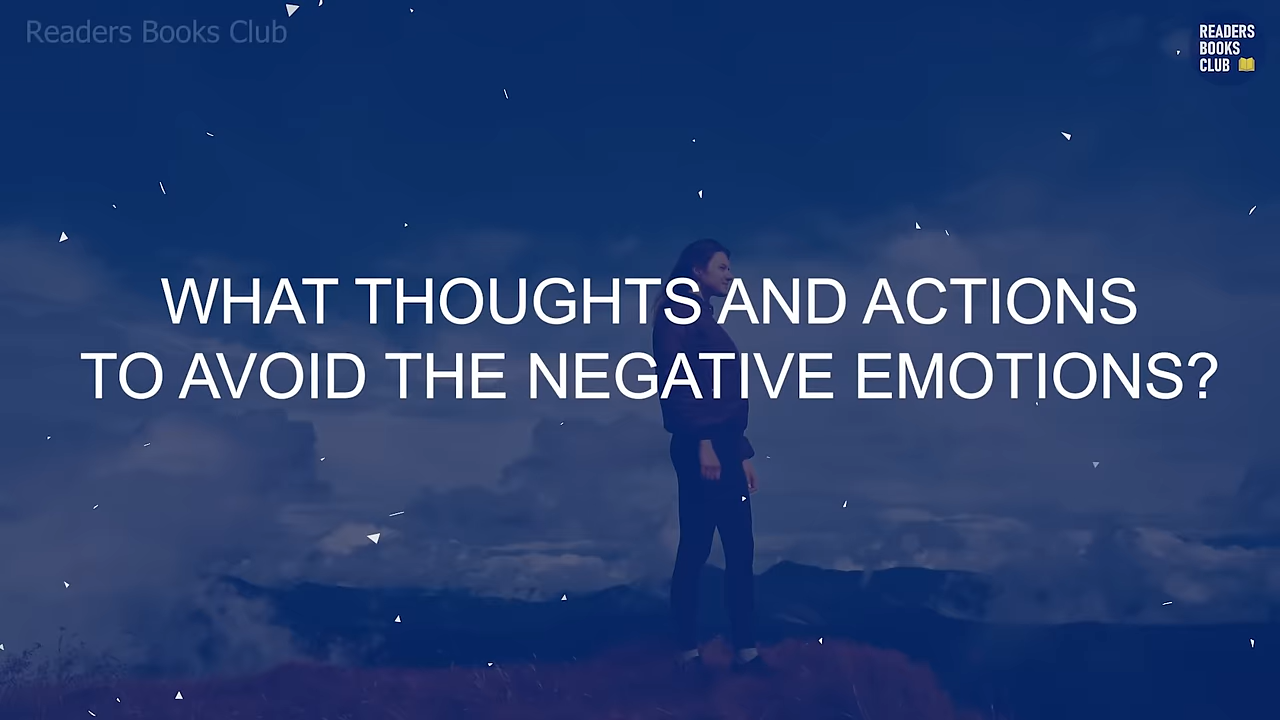 Readers Books Club
READERS
BOOKS
CLUB
WHAT THOUGHTS AND ACTIONS
TO AVOID THE NEGATIVE EMOTIONS?